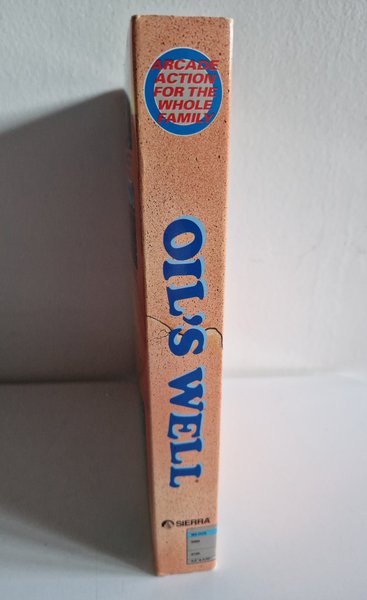 ARCADE
ACTION
FOR THE
WHOLE
FAMILY
OIL'S WELL
SIERRA